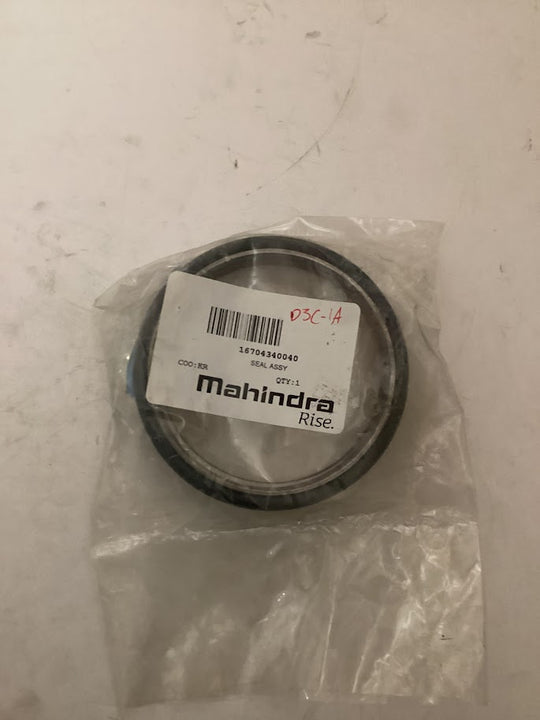 D3C-1A
16704340040
SEAL ASSY
COO:KR
QTY:1
Mahindra
Rise.